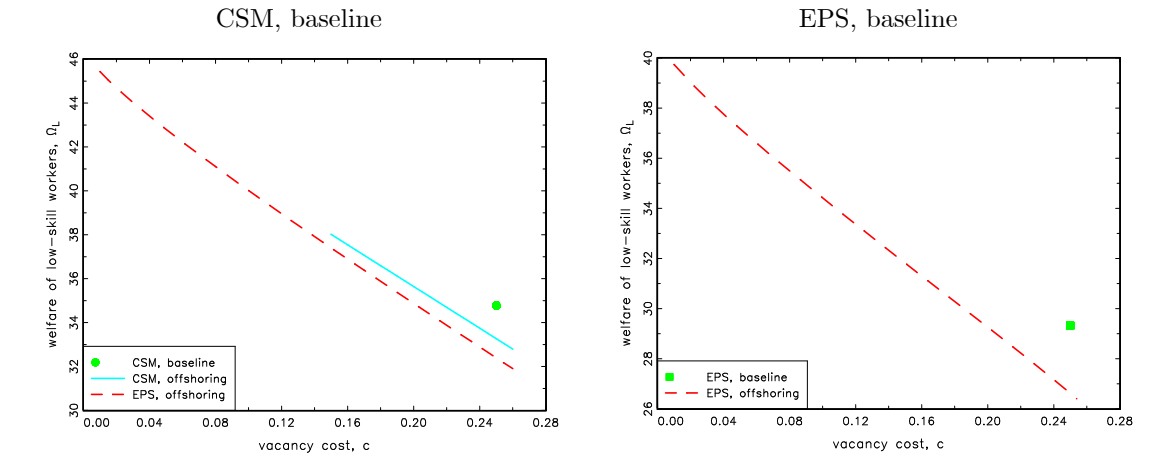 CSM, baseline
EPS, baseline
welfare of low-skill workers, Ω_L
46
44
42
40
38
36
34
32
30
CSM, baseline
CSM, offshoring
EPS, offshoring
0.00 0.04 0.08 0.12 0.16 0.20 0.24 0.28
vacancy cost, c
welfare of low-skill workers, Ω_L
40
38
36
34
32
30
28
26
EPS, baseline
EPS, offshoring
0.00 0.04 0.08 0.12 0.16 0.20 0.24 0.28
vacancy cost, c